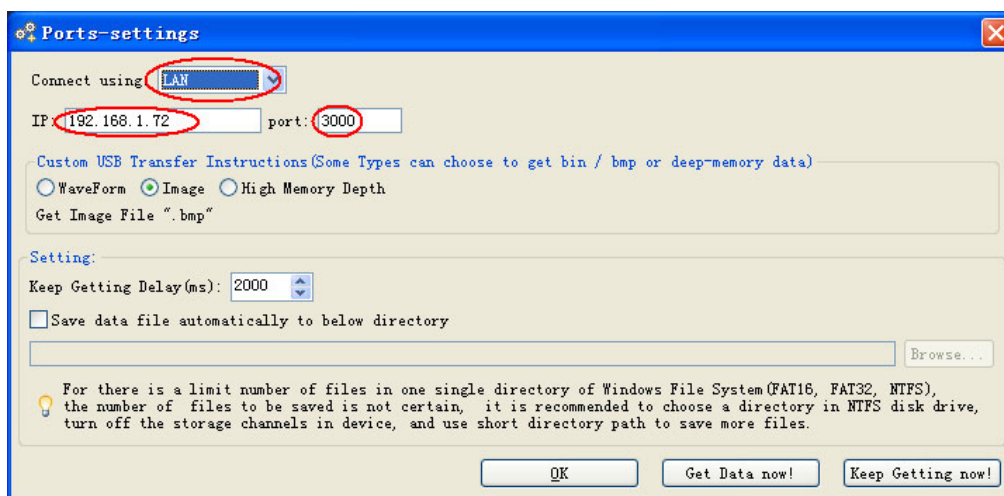 Ports-settings
Connect using LAN
IP: 192.168.1.72 port: 3000
Custom USB Transfer Instructions(Some Types can choose to get bin / bmp or deep-memory data)
WaveForm Image High Memory Depth
Get Image File ".bmp"
Setting:
Keep Getting Delay(ms): 2000
Save data file automatically to below directory
Browse...
For there is a limit number of files in one single directory of Windows File System(FAT16, FAT32, NTFS),
the number of files to be saved is not certain, it is recommended to choose a directory in NTFS disk drive,
turn off the storage channels in device, and use short directory path to save more files.
OK Get Data now! Keep Getting now!